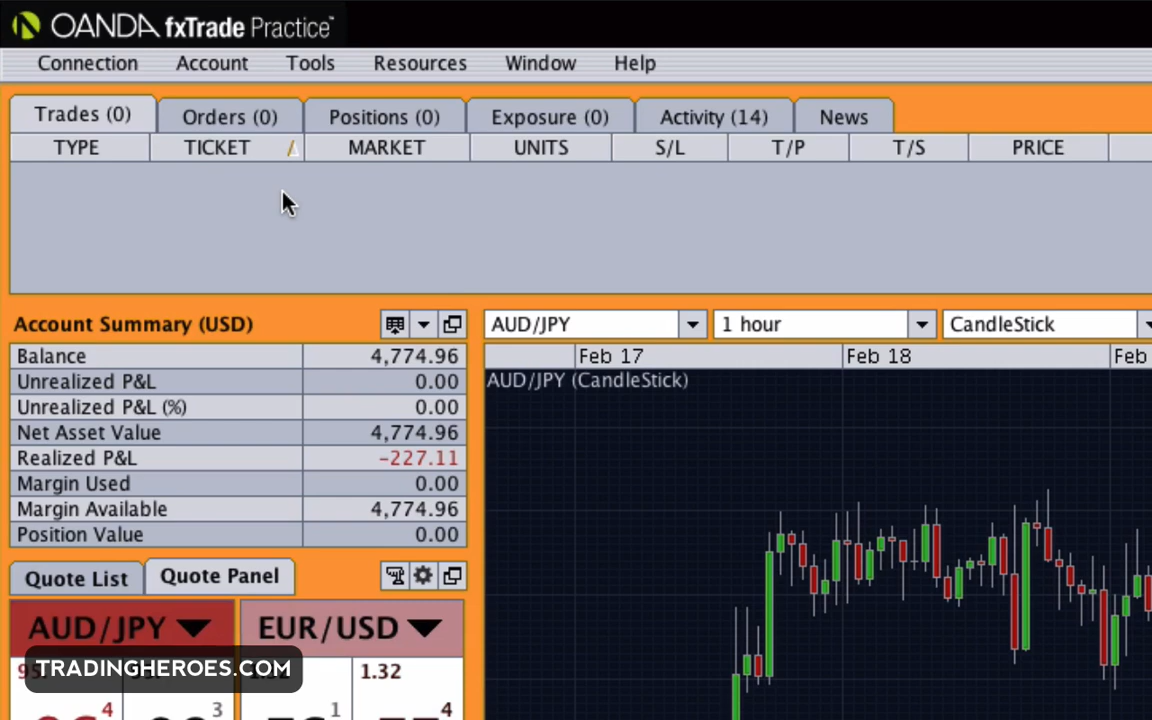 OANDA fxTrade Practice
Connection Account Tools Resources Window Help
Trades (0) Orders (0) Positions (0) Exposure (0) Activity (14) News
TYPE TICKET MARKET UNITS S/L T/P T/S PRICE
Account Summary (USD) AUD/JPY 1 hour CandleStick
Balance 4,774.96
Unrealized P&L 0.00
Unrealized P&L (%) 0.00
Net Asset Value 4,774.96
Realized P&L -227.11
Margin Used 0.00
Margin Available 4,774.96
Position Value 0.00
Feb 17 Feb 18 Feb
AUD/JPY (CandleStick)
Quote List Quote Panel
AUD/JPY EUR/USD
TRADINGHEROES.COM
1.32
4 3 1 4